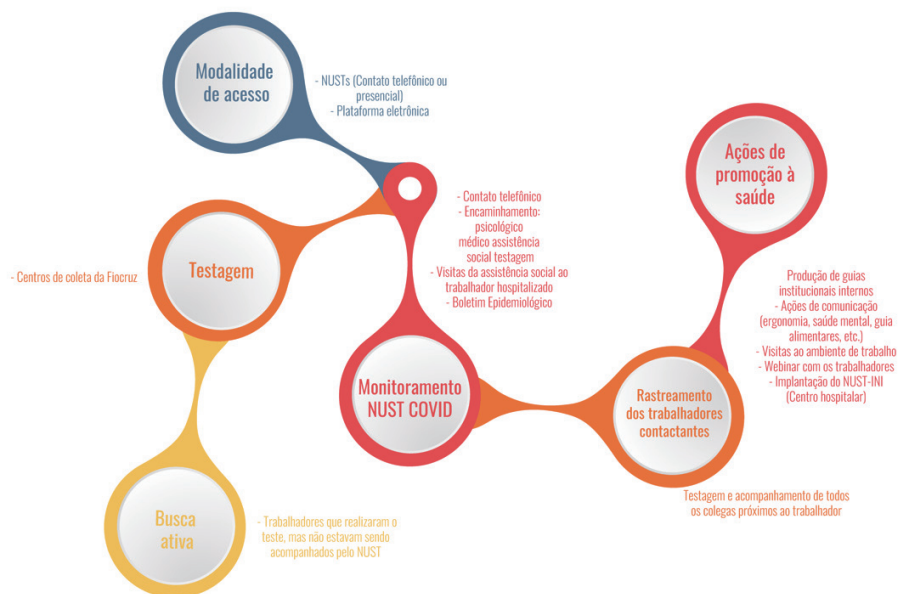 Modalidade
de acesso
- NUSTs (Contato telefônico ou
presencial)
- Plataforma eletrônica
Testagem
- Centros de coleta da Fiocruz
Busca
ativa
- Trabalhadores que realizaram o
teste, mas não estavam sendo
acompanhados pelo NUST
- Contato telefônico
- Encaminhamento:
psicológico
médico assistência
social testagem
- Visitas da assistência social ao
trabalhador hospitalizado
- Boletim Epidemiológico
Monitoramento
NUST COVID
Rastreamento
dos trabalhadores
contactantes
Testagem e acompanhamento de todos
os colegas próximos ao trabalhador
Ações de
promoção à
saúde
Produção de guias
institucionais internos
- Ações de comunicação
(ergonomia, saúde mental, guia
alimentares, etc.)
- Visitas ao ambiente de trabalho
- Webinar com os trabalhadores
- Implantação do NUST-INI
(Centro hospitalar)